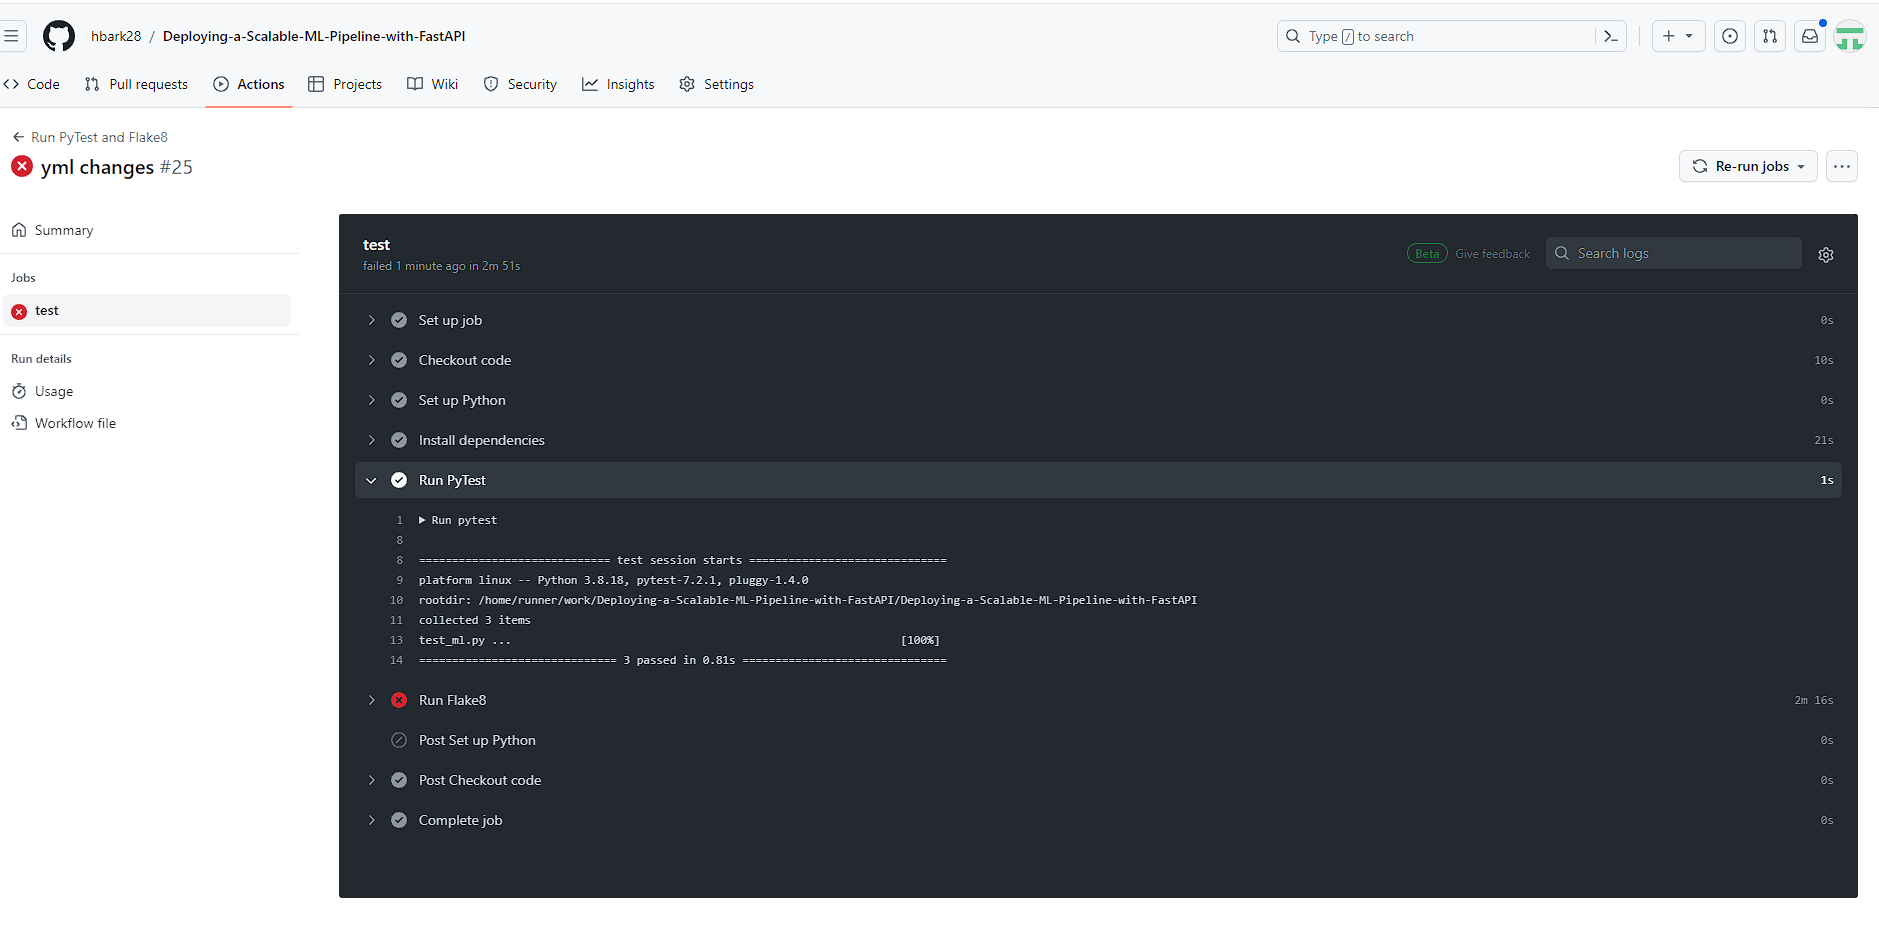 hbark28 / Deploying-a-Scalable-ML-Pipeline-with-FastAPI
Type / to search
Code
Pull requests
Actions
Projects
Wiki
Security
Insights
Settings
Run PyTest and Flake8
yml changes #25
Re-run jobs
Summary
Jobs
test
Run details
Usage
Workflow file
test
failed 1 minute ago in 2m 51s
Beta
Give feedback
Search logs
Set up job 0s
Checkout code 10s
Set up Python 0s
Install dependencies 21s
Run PyTest 1s
1 Run pytest
8
8 ============================= test session starts ==============================
9 platform linux -- Python 3.8.18, pytest-7.2.1, pluggy-1.4.0
10 rootdir: /home/runner/work/Deploying-a-Scalable-ML-Pipeline-with-FastAPI/Deploying-a-Scalable-ML-Pipeline-with-FastAPI
11 collected 3 items
13 test_ml.py ... [100%]
14 ============================== 3 passed in 0.81s ===============================
Run Flake8 2m 16s
Post Set up Python 0s
Post Checkout code 0s
Complete job 0s